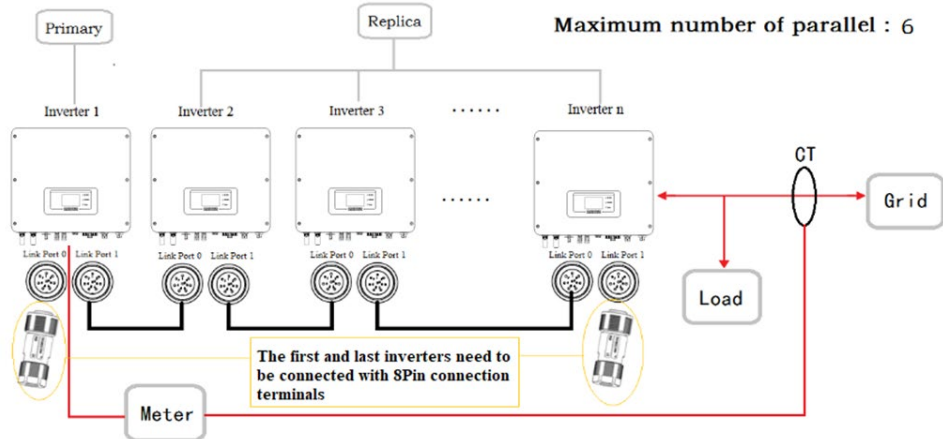 Primary
Replica
Maximum number of parallel : 6
Inverter 1
Inverter 2
Inverter 3
······
Inverter n
······
CT
Grid
Load
Link Port 0
Link Port 1
Link Port 0
Link Port 1
Link Port 0
Link Port 1
Link Port 0
Link Port 1
The first and last inverters need to
be connected with 8Pin connection
terminals
Meter